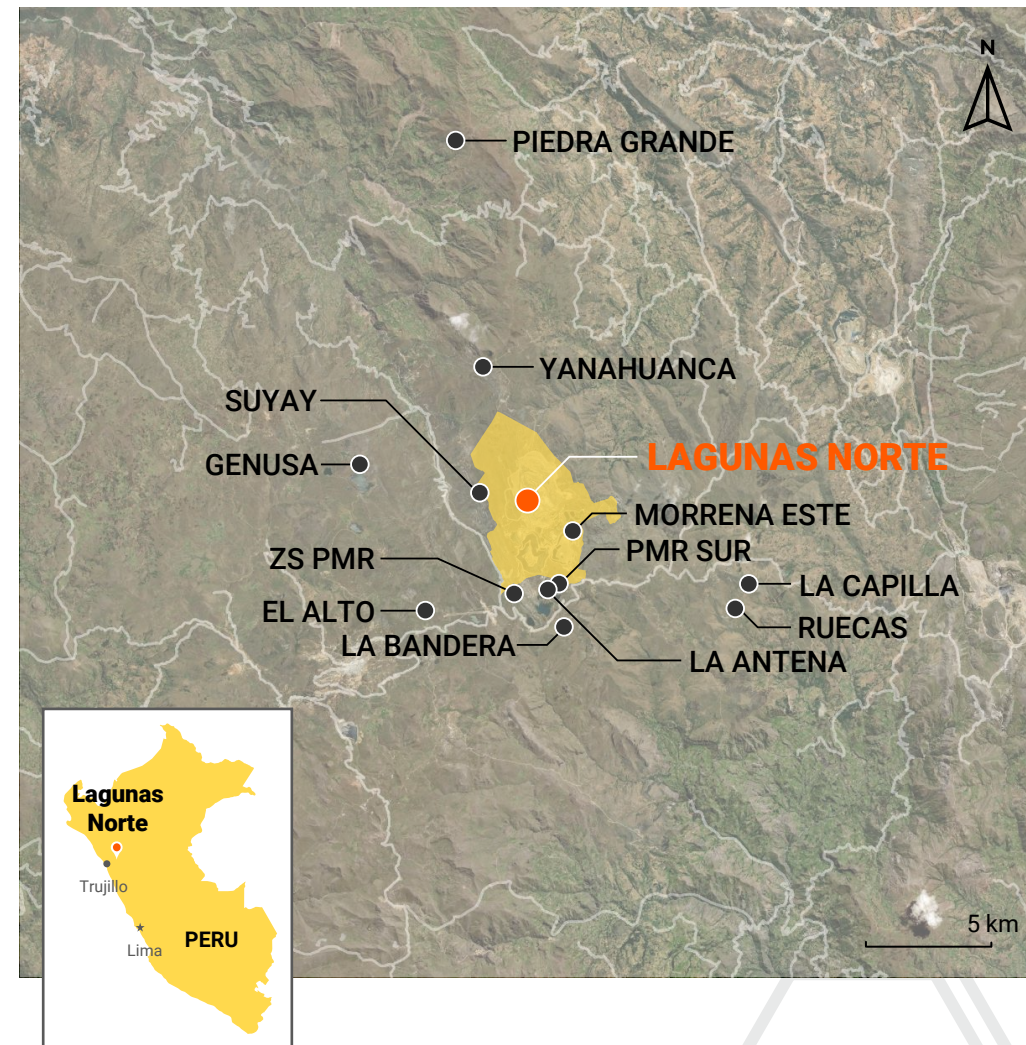 N
PIEDRA GRANDE
YANAHUANCA
SUYAY
GENUSA
LAGUNAS NORTE
MORRENA ESTE
PMR SUR
ZS PMR
LA CAPILLA
EL ALTO
RUECAS
LA BANDERA
LA ANTENA
5 km
Lagunas
Norte
Trujillo
Lima
PERU